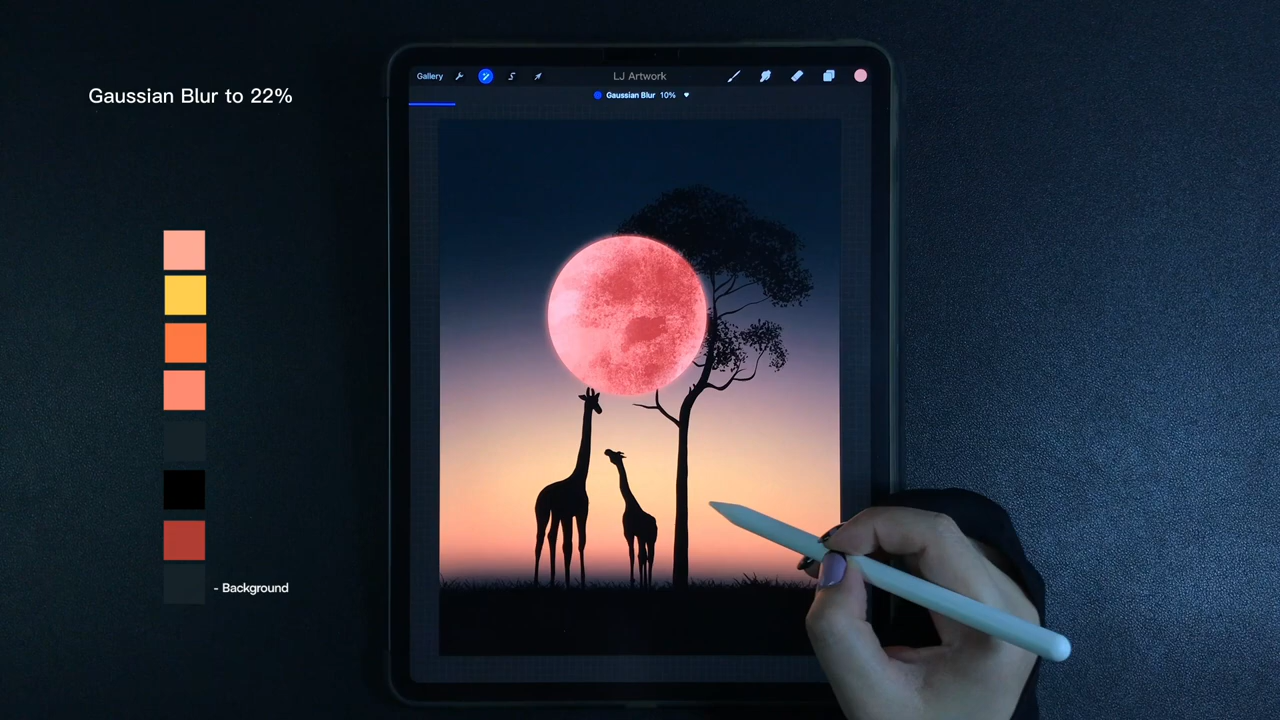 Gaussian Blur to 22%
Gallery
LJ Artwork
Gaussian Blur 10%
- Background